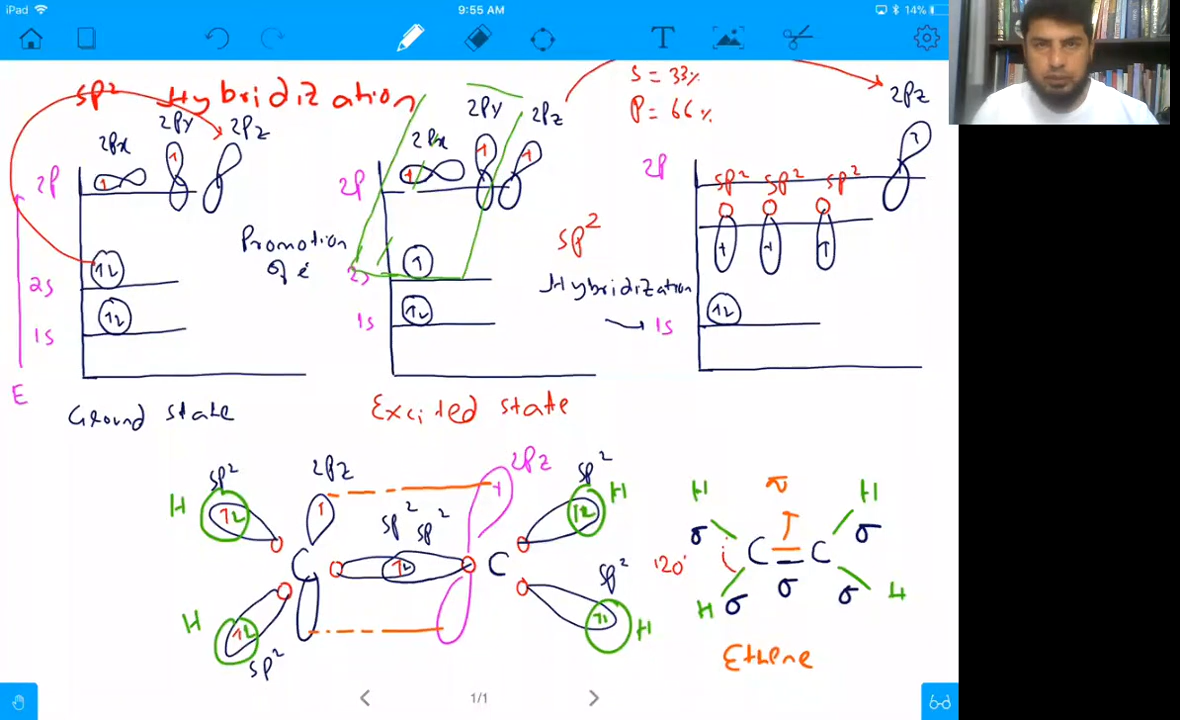 iPad
9:55 AM
14%
T
sp² Hybridization
2Px 2Py 2Pz
2P
2s
1s
E
Ground state
Promotion
of e
2Px 2Py 2Pz
2P
2s
1s
Excited state
sp²
Hybridization
S = 33%
P = 66%
2Pz
2P
sp² sp² sp²
1s
sp² 2Pz sp² sp² 2Pz sp²
H H
C C
H H
sp² sp²
H π H
σ σ
120° C C
H σ σ σ H
Ethene
1/1